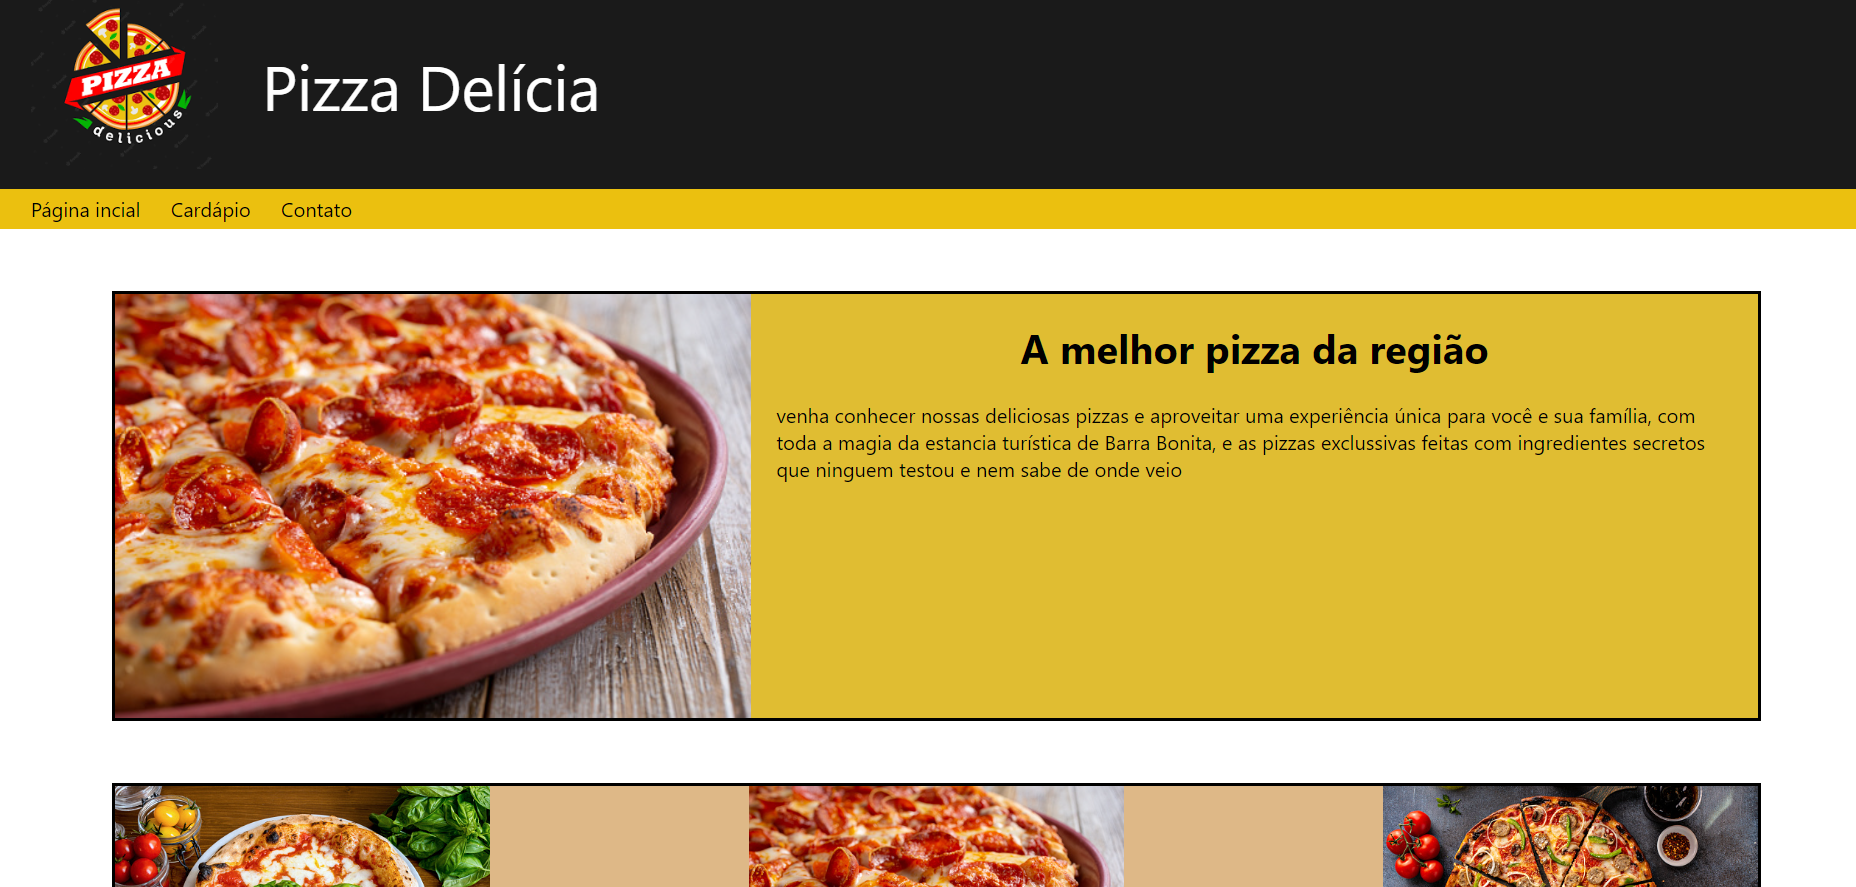 PIZZA
delicious
Pizza Delícia
Página incial Cardápio Contato
A melhor pizza da região
venha conhecer nossas deliciosas pizzas e aproveitar uma experiência única para você e sua família, com
toda a magia da estancia turística de Barra Bonita, e as pizzas exclussivas feitas com ingredientes secretos
que ninguem testou e nem sabe de onde veio